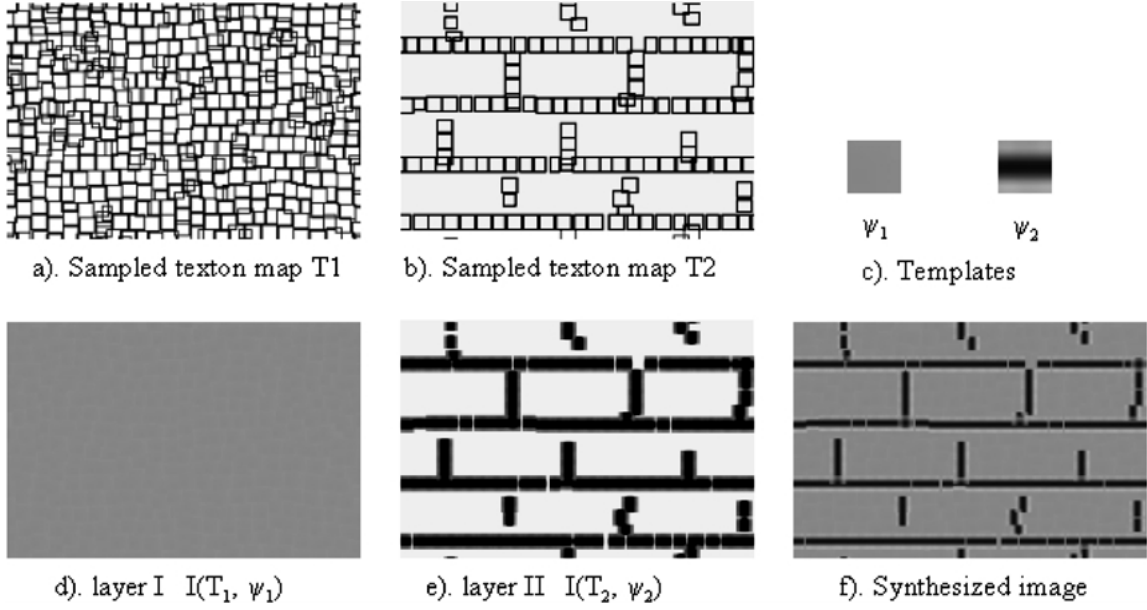 ψ₁ ψ₂
a). Sampled texton map T1
b). Sampled texton map T2
c). Templates
d). layer I I(T₁, ψ₁)
e). layer II I(T₂, ψ₂)
f). Synthesized image